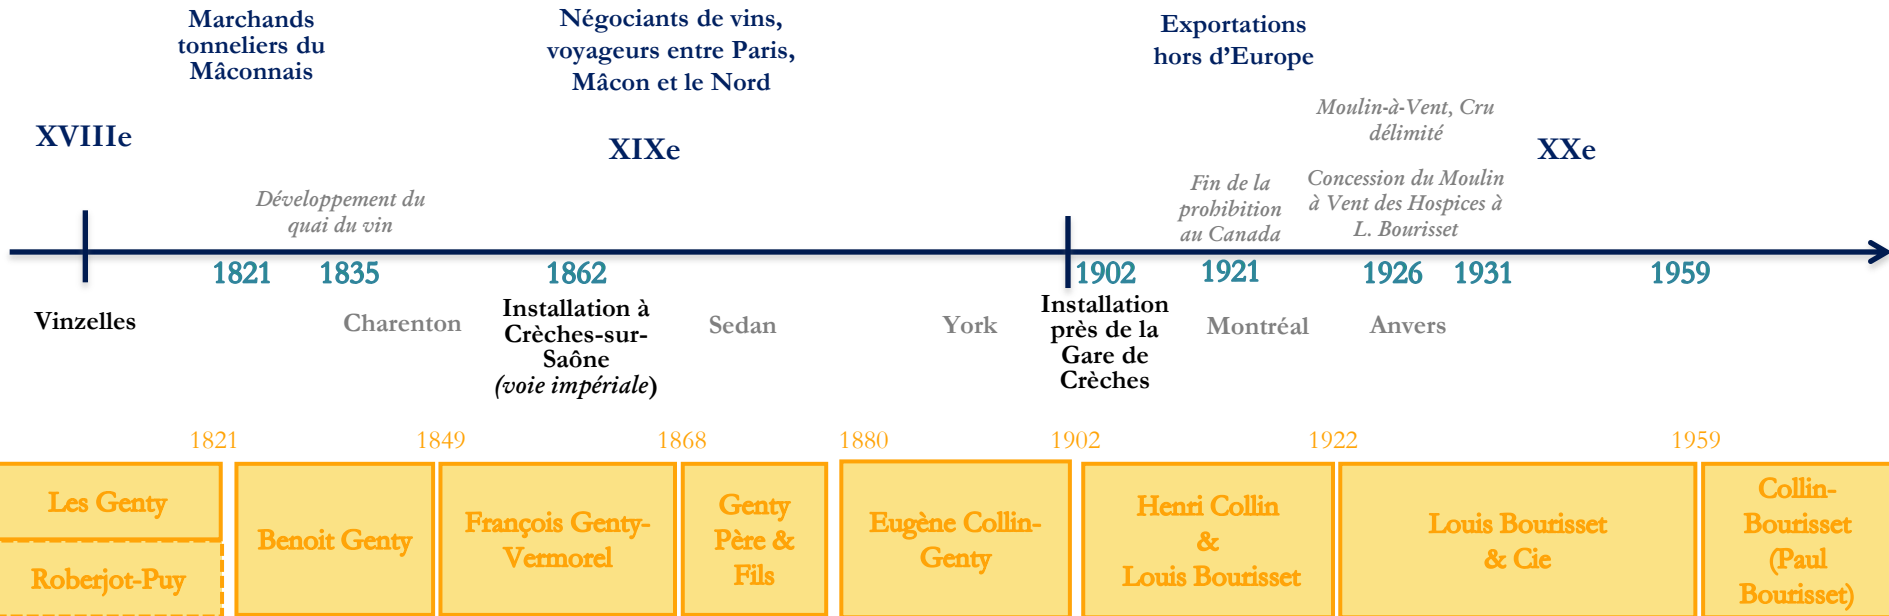 Marchands
tonneliers du
Mâconnais
Négociants de vins,
voyageurs entre Paris,
Mâcon et le Nord
Exportations
hors d’Europe
XVIIIe
XIXe
XXe
Moulin-à-Vent, Cru
délimité
Développement du
quai du vin
Fin de la
prohibition
au Canada
Concession du Moulin
à Vent des Hospices à
L. Bourisset
1821
1835
1862
1902
1921
1926
1931
1959
Vinzelles
Charenton
Installation à
Crèches-sur-
Saône
(voie impériale)
Sedan
York
Installation
près de la
Gare de
Crèches
Montréal
Anvers
1821
1849
1868
1880
1902
1922
1959
Les Genty
Roberjot-Puy
Benoit Genty
François Genty-
Vermorel
Genty
Père &
Fils
Eugène Collin-
Genty
Henri Collin
&
Louis Bourisset
Louis Bourisset
& Cie
Collin-
Bourisset
(Paul
Bourisset)